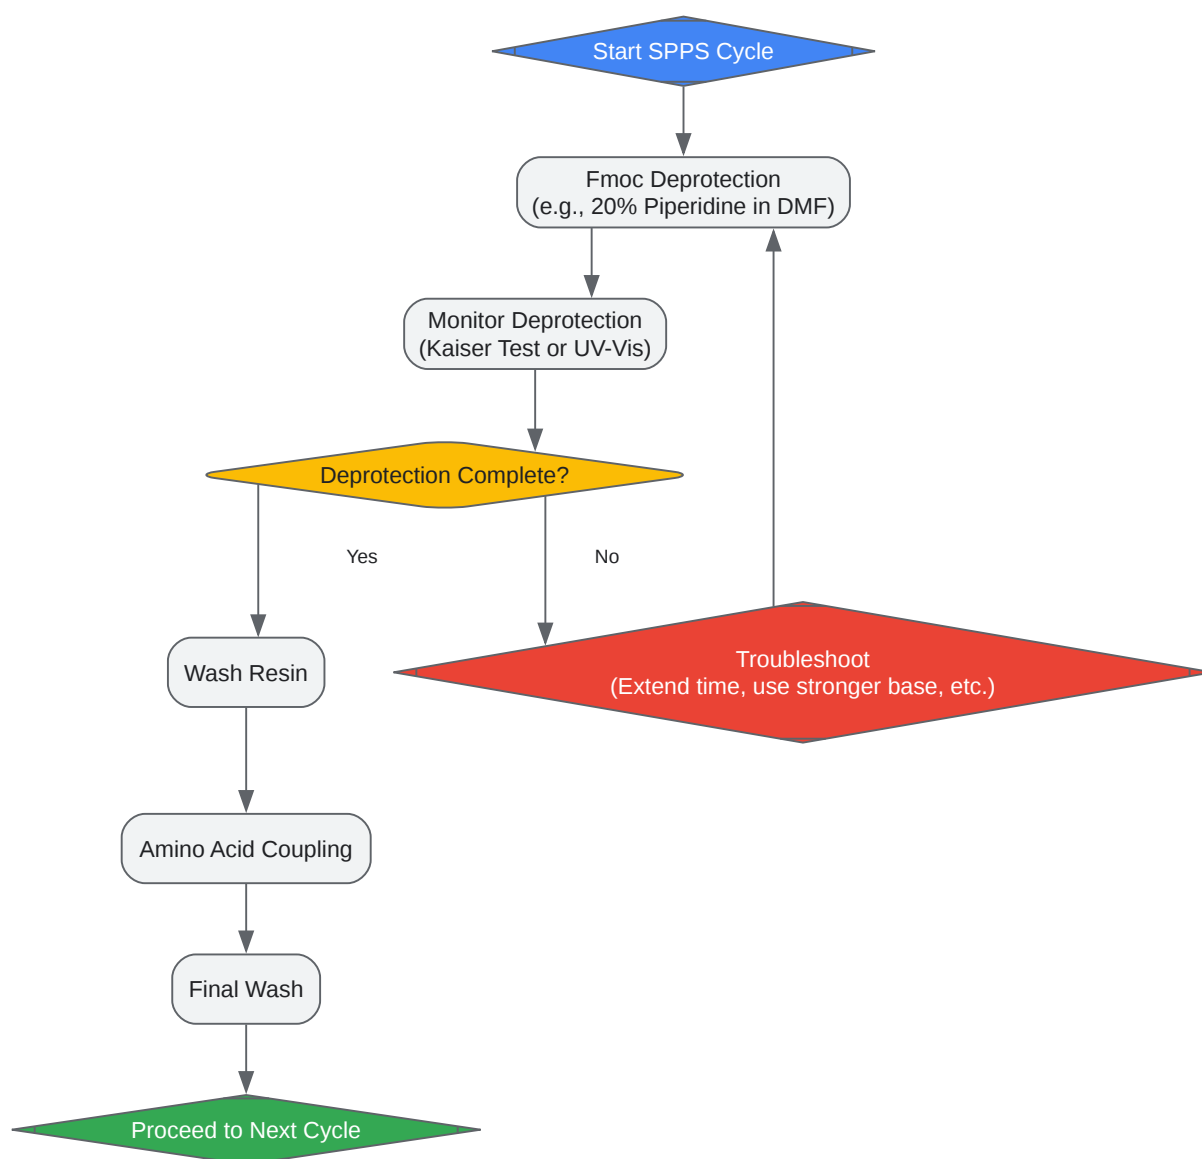 Start SPPS Cycle
Fmoc Deprotection
(e.g., 20% Piperidine in DMF)
Monitor Deprotection
(Kaiser Test or UV-Vis)
Deprotection Complete?
Yes
No
Wash Resin
Troubleshoot
(Extend time, use stronger base, etc.)
Amino Acid Coupling
Final Wash
Proceed to Next Cycle